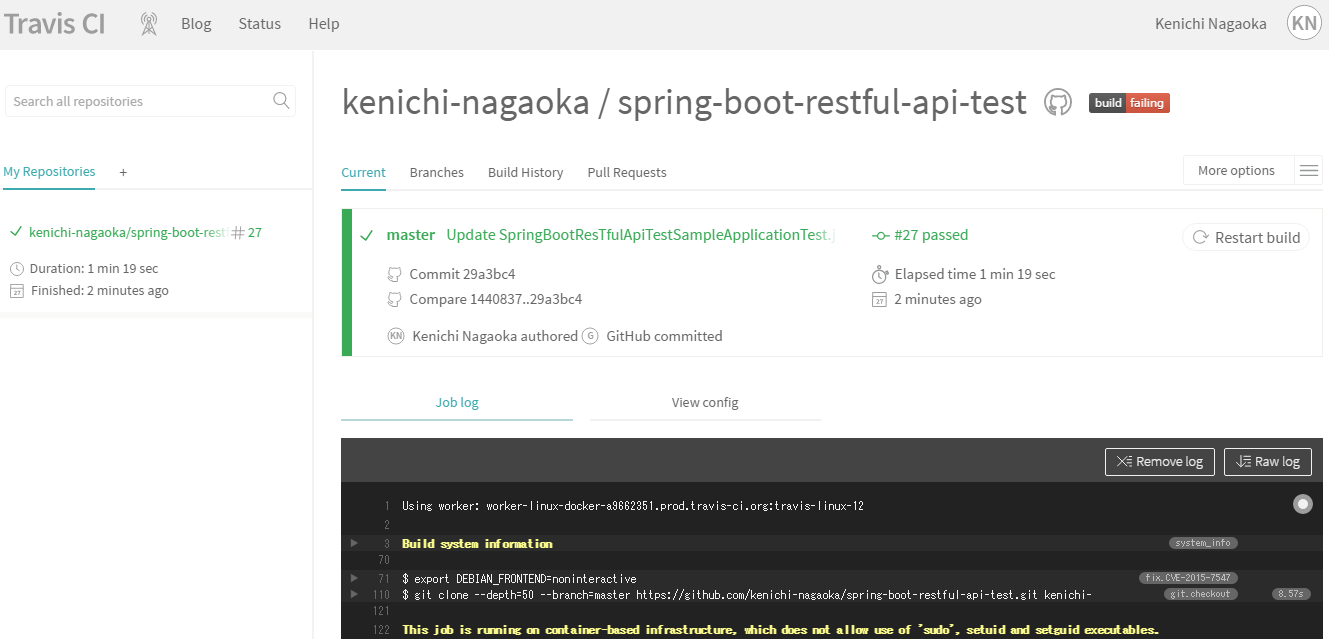 Travis CI
Blog
Status
Help
Kenichi Nagaoka
KN
Search all repositories
My Repositories
+
kenichi-nagaoka/spring-boot-rest # 27
Duration: 1 min 19 sec
27 Finished: 2 minutes ago
kenichi-nagaoka / spring-boot-restful-api-test
build failing
Current
Branches
Build History
Pull Requests
More options
master Update SpringBootResTfulApiTestSampleApplicationTest.j
#27 passed
Restart build
Commit 29a3bc4
Elapsed time 1 min 19 sec
Compare 1440837..29a3bc4
27 2 minutes ago
KN Kenichi Nagaoka authored G GitHub committed
Job log
View config
Remove log
Raw log
1 Using worker: worker-linux-docker-a9662351.prod.travis-ci.org:travis-linux-12
2
3 Build system information system_info
70
71 $ export DEBIAN_FRONTEND=noninteractive fix.CVE-2015-7547
110 $ git clone --depth=50 --branch=master https://github.com/kenichi-nagaoka/spring-boot-restful-api-test.git kenichi- git.checkout 8.57s
121
122 This job is running on container-based infrastructure, which does not allow use of 'sudo', setuid and setguid executables.